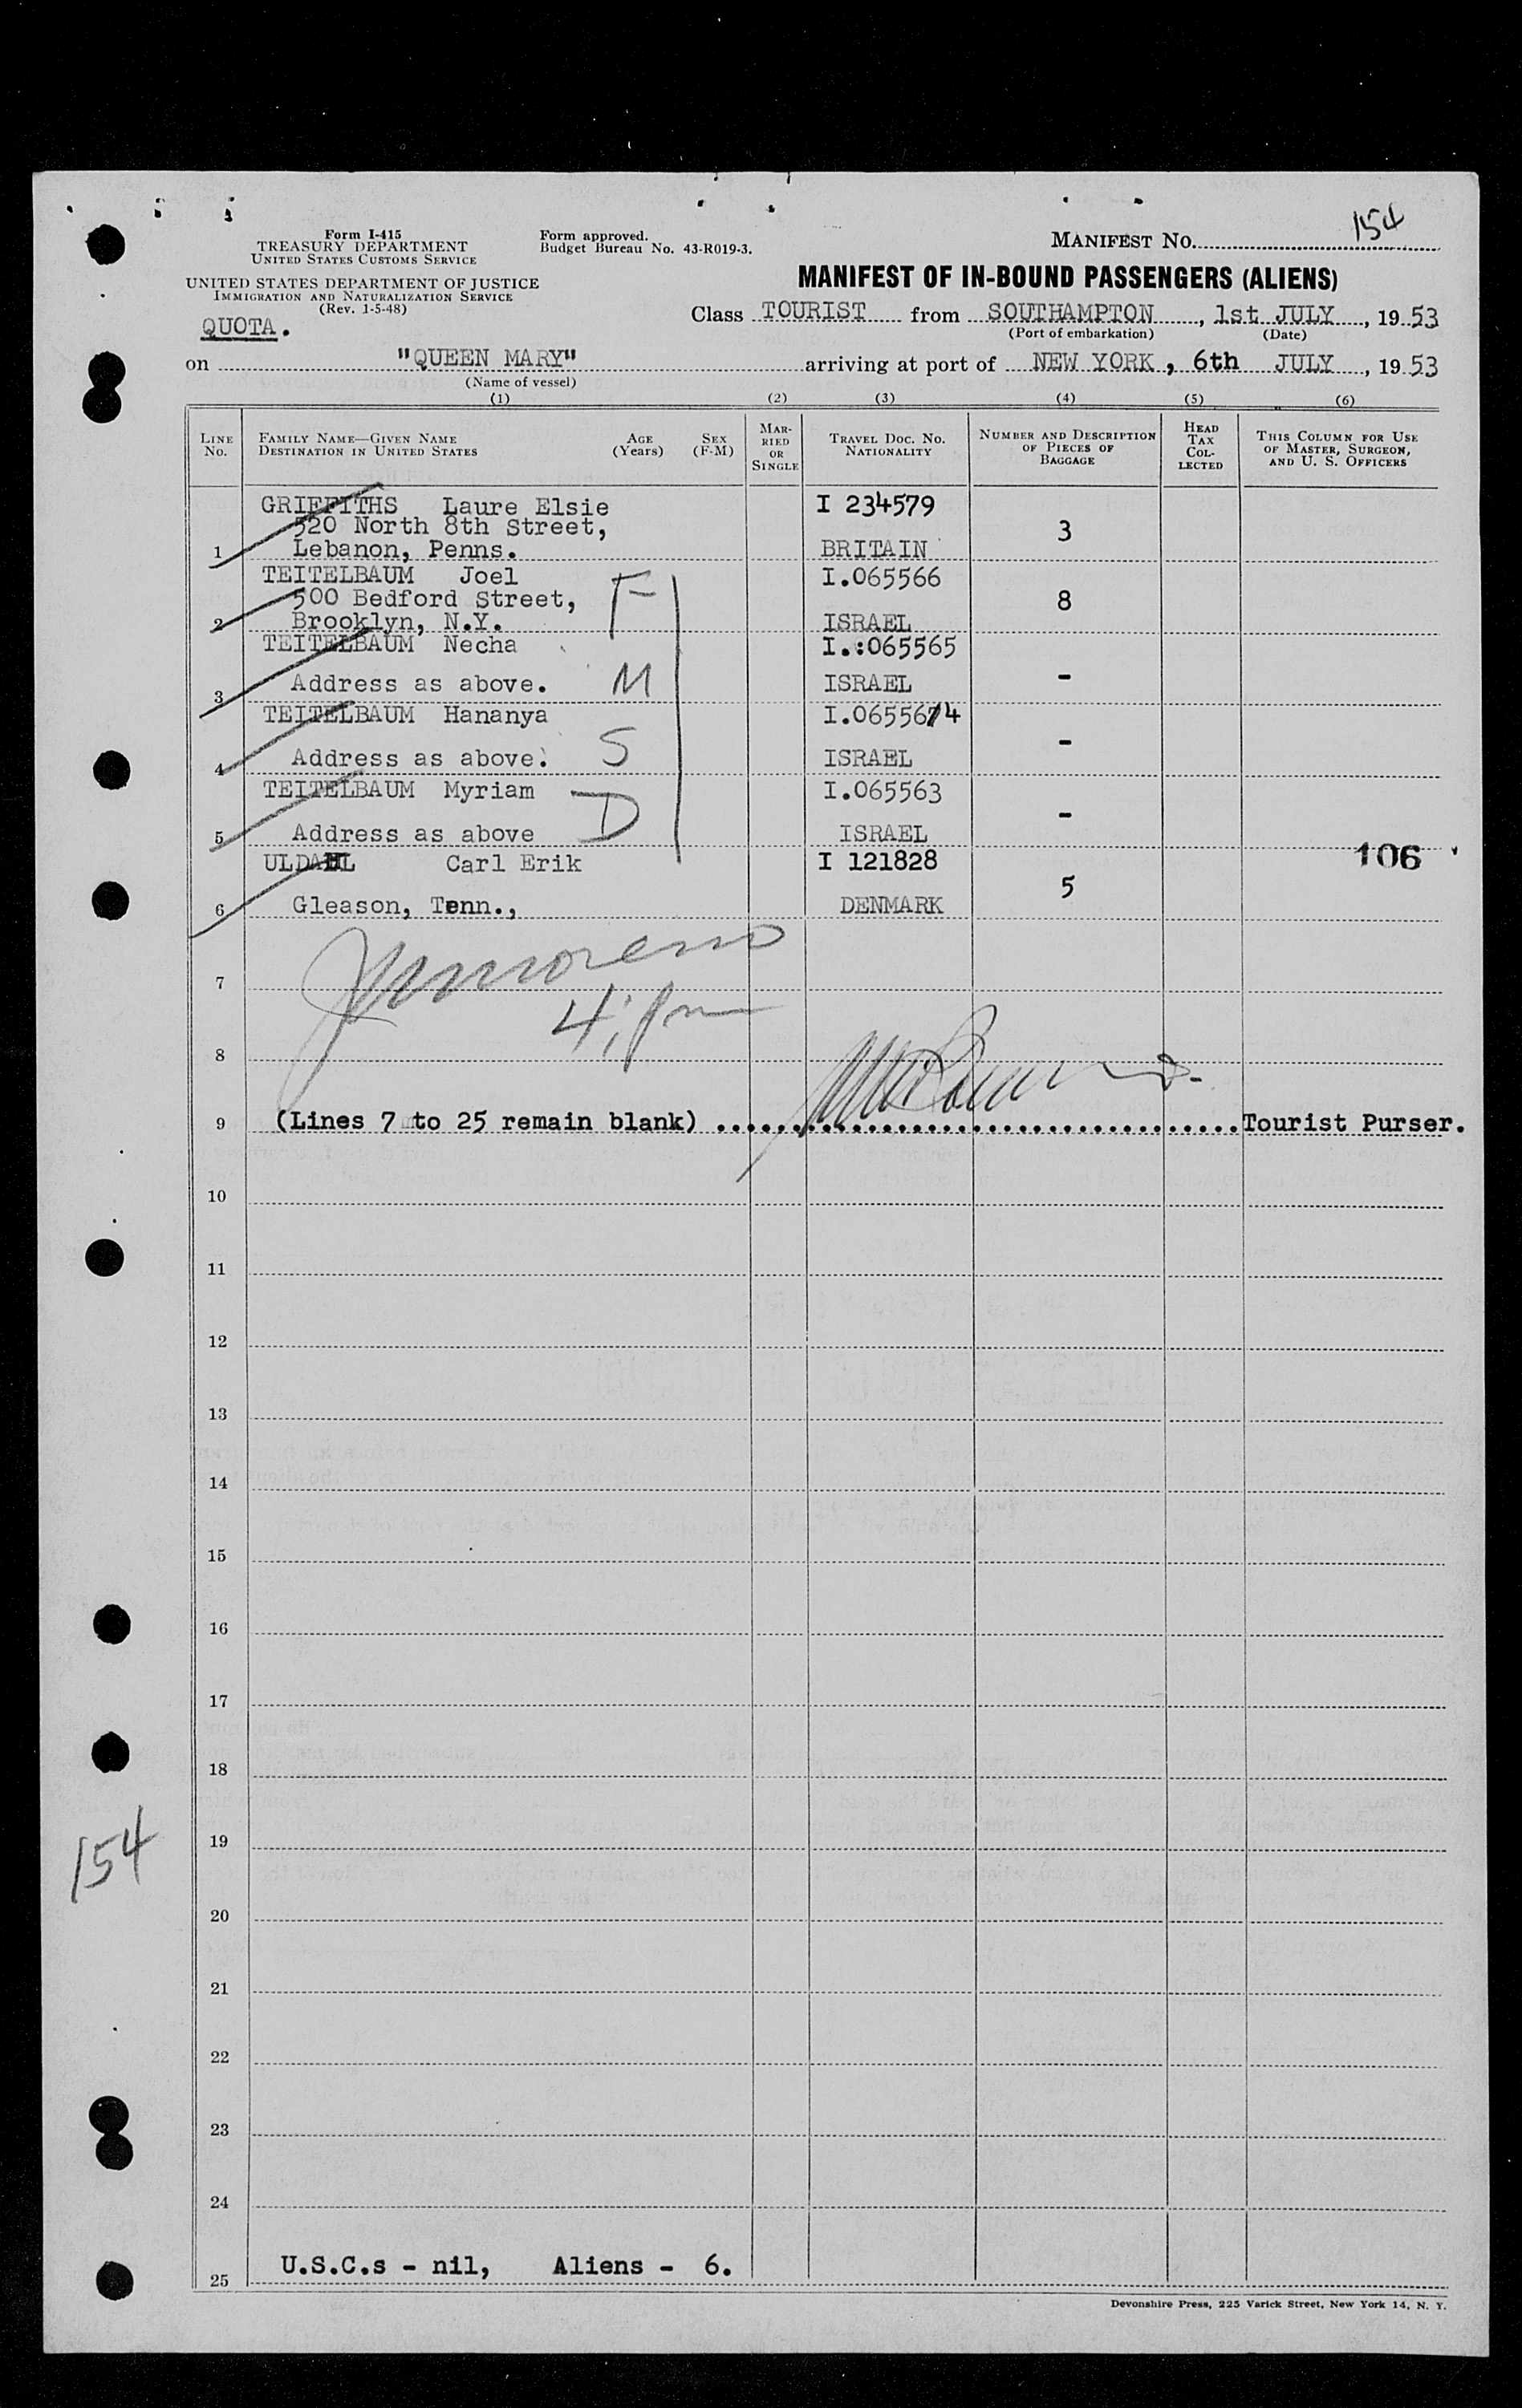 Form I-415
TREASURY DEPARTMENT
UNITED STATES CUSTOMS SERVICE
UNITED STATES DEPARTMENT OF JUSTICE
IMMIGRATION AND NATURALIZATION SERVICE
(Rev. 1-5-48)
QUOTA.
Form approved.
Budget Bureau No. 43-R019-3.
MANIFEST No. 154
MANIFEST OF IN-BOUND PASSENGERS (ALIENS)
Class TOURIST from SOUTHAMPTON, 1st JULY, 1953
(Port of embarkation) (Date)
on "QUEEN MARY" arriving at port of NEW YORK, 6th JULY, 1953
(Name of vessel)
(1) (2) (3) (4) (5) (6)
LINE No. FAMILY NAME—GIVEN NAME DESTINATION IN UNITED STATES AGE (Years) SEX (F-M) MARRIED OR SINGLE TRAVEL DOC. No. NATIONALITY NUMBER AND DESCRIPTION OF PIECES OF BAGGAGE HEAD TAX COLLECTED THIS COLUMN FOR USE OF MASTER, SURGEON, AND U. S. OFFICERS
GRIFFITHS Laure Elsie I 234579
520 North 8th Street, 3
1 Lebanon, Penns. BRITAIN
TEITELBAUM Joel I.065566
500 Bedford Street, F 8
2 Brooklyn, N.Y. ISRAEL
TEITELBAUM Necha I.:065565
3 Address as above. M ISRAEL -
TEITELBAUM Hananya I.065564
4 Address as above. S ISRAEL -
TEITELBAUM Myriam I.065563
5 Address as above D ISRAEL -
ULDAHL Carl Erik I 121828 106
6 Gleason, Tenn., DENMARK 5
7
4
8
9 (Lines 7 to 25 remain blank) ........ Tourist Purser.
10
11
12
13
14
15
16
17
18
154
19
20
21
22
23
24
25 U.S.C.s - nil, Aliens - 6.
Devonshire Press, 225 Varick Street, New York 14, N. Y.